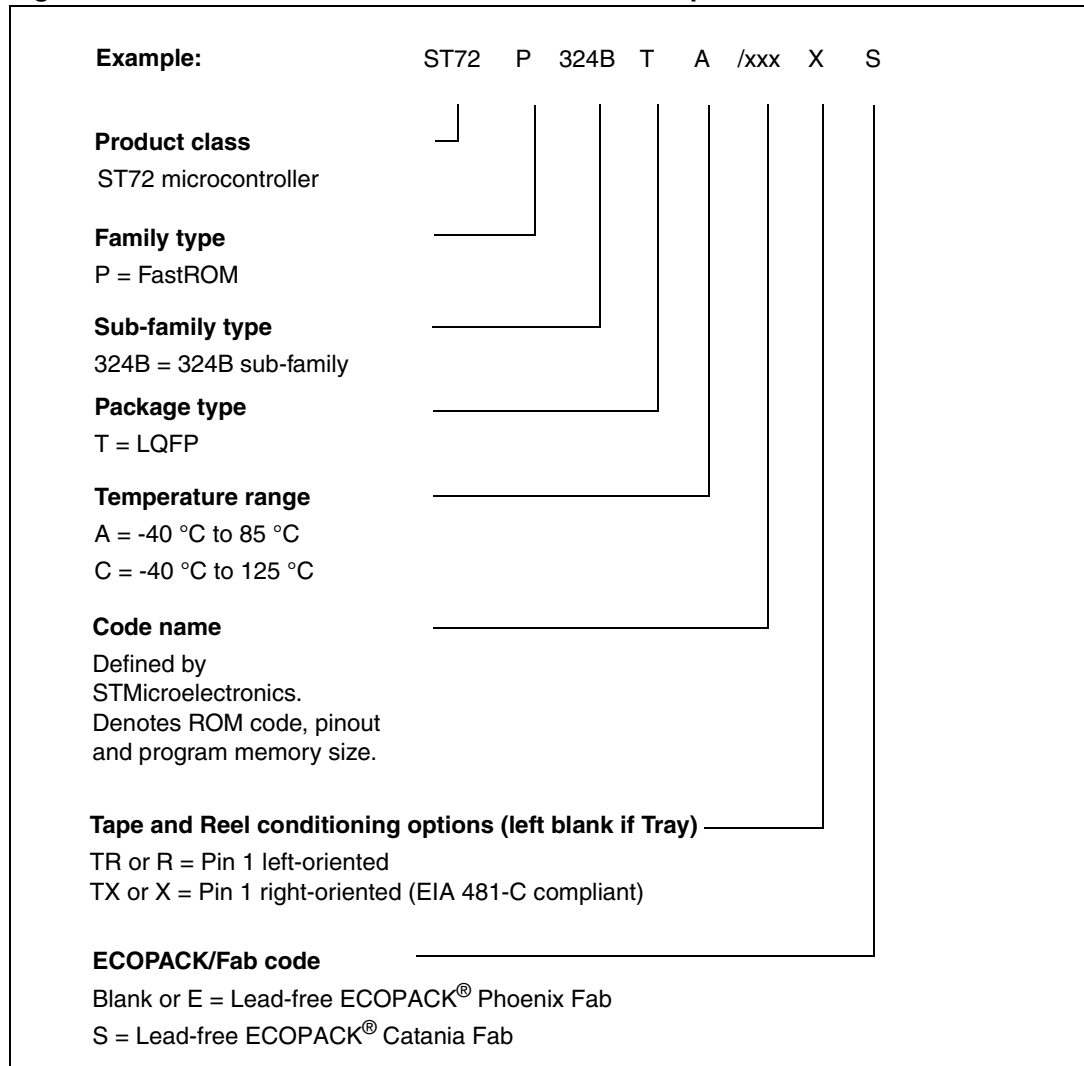 Example: ST72 P 324B T A /xxx X S
Product class
ST72 microcontroller
Family type
P = FastROM
Sub-family type
324B = 324B sub-family
Package type
T = LQFP
Temperature range
A = -40 °C to 85 °C
C = -40 °C to 125 °C
Code name
Defined by
STMicroelectronics.
Denotes ROM code, pinout
and program memory size.
Tape and Reel conditioning options (left blank if Tray)
TR or R = Pin 1 left-oriented
TX or X = Pin 1 right-oriented (EIA 481-C compliant)
ECOPACK/Fab code
Blank or E = Lead-free ECOPACK® Phoenix Fab
S = Lead-free ECOPACK® Catania Fab